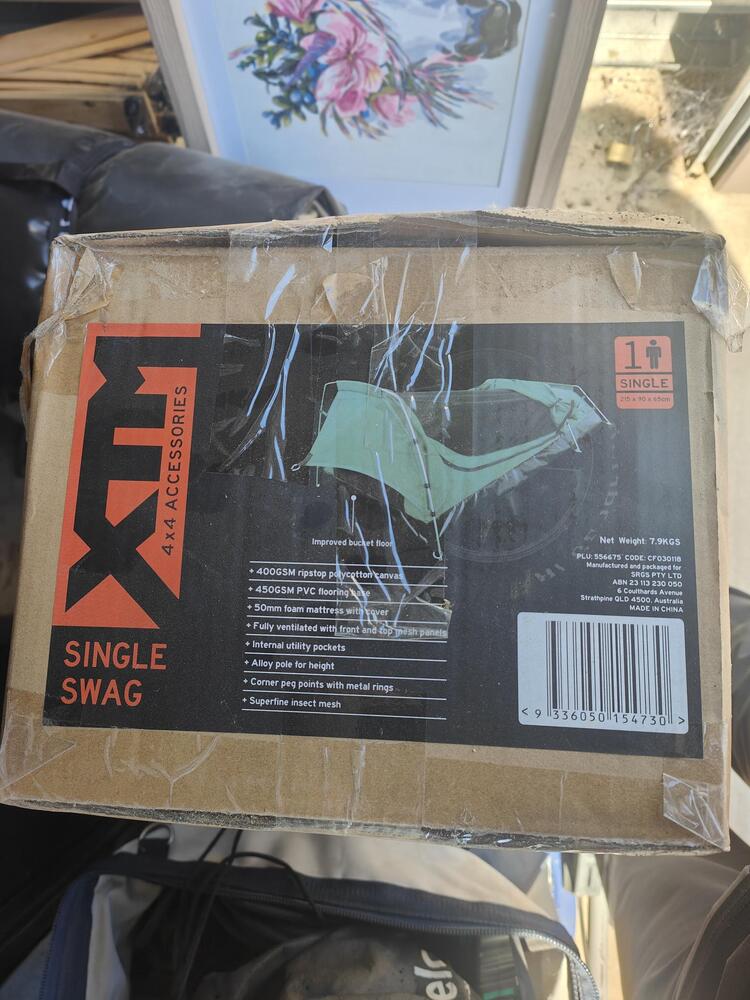 XTM
4x4 ACCESSORIES
SINGLE
SWAG
1
SINGLE
215 x 90 x 65cm
Improved bucket floor
+ 400GSM ripstop polycotton canvas
+ 450GSM PVC flooring base
+ 50mm foam mattress with cover
+ Fully ventilated with front and top mesh panels
+ Internal utility pockets
+ Alloy pole for height
+ Corner peg points with metal rings
+ Superfine insect mesh
Net Weight: 7.9KGS
PLU: 556675 CODE: CF030118
Manufactured and packaged for
SRGS PTY LTD
ABN 23 113 230 050
6 Coulthards Avenue
Strathpine QLD 4500, Australia
MADE IN CHINA
< 9 336050 154730 >